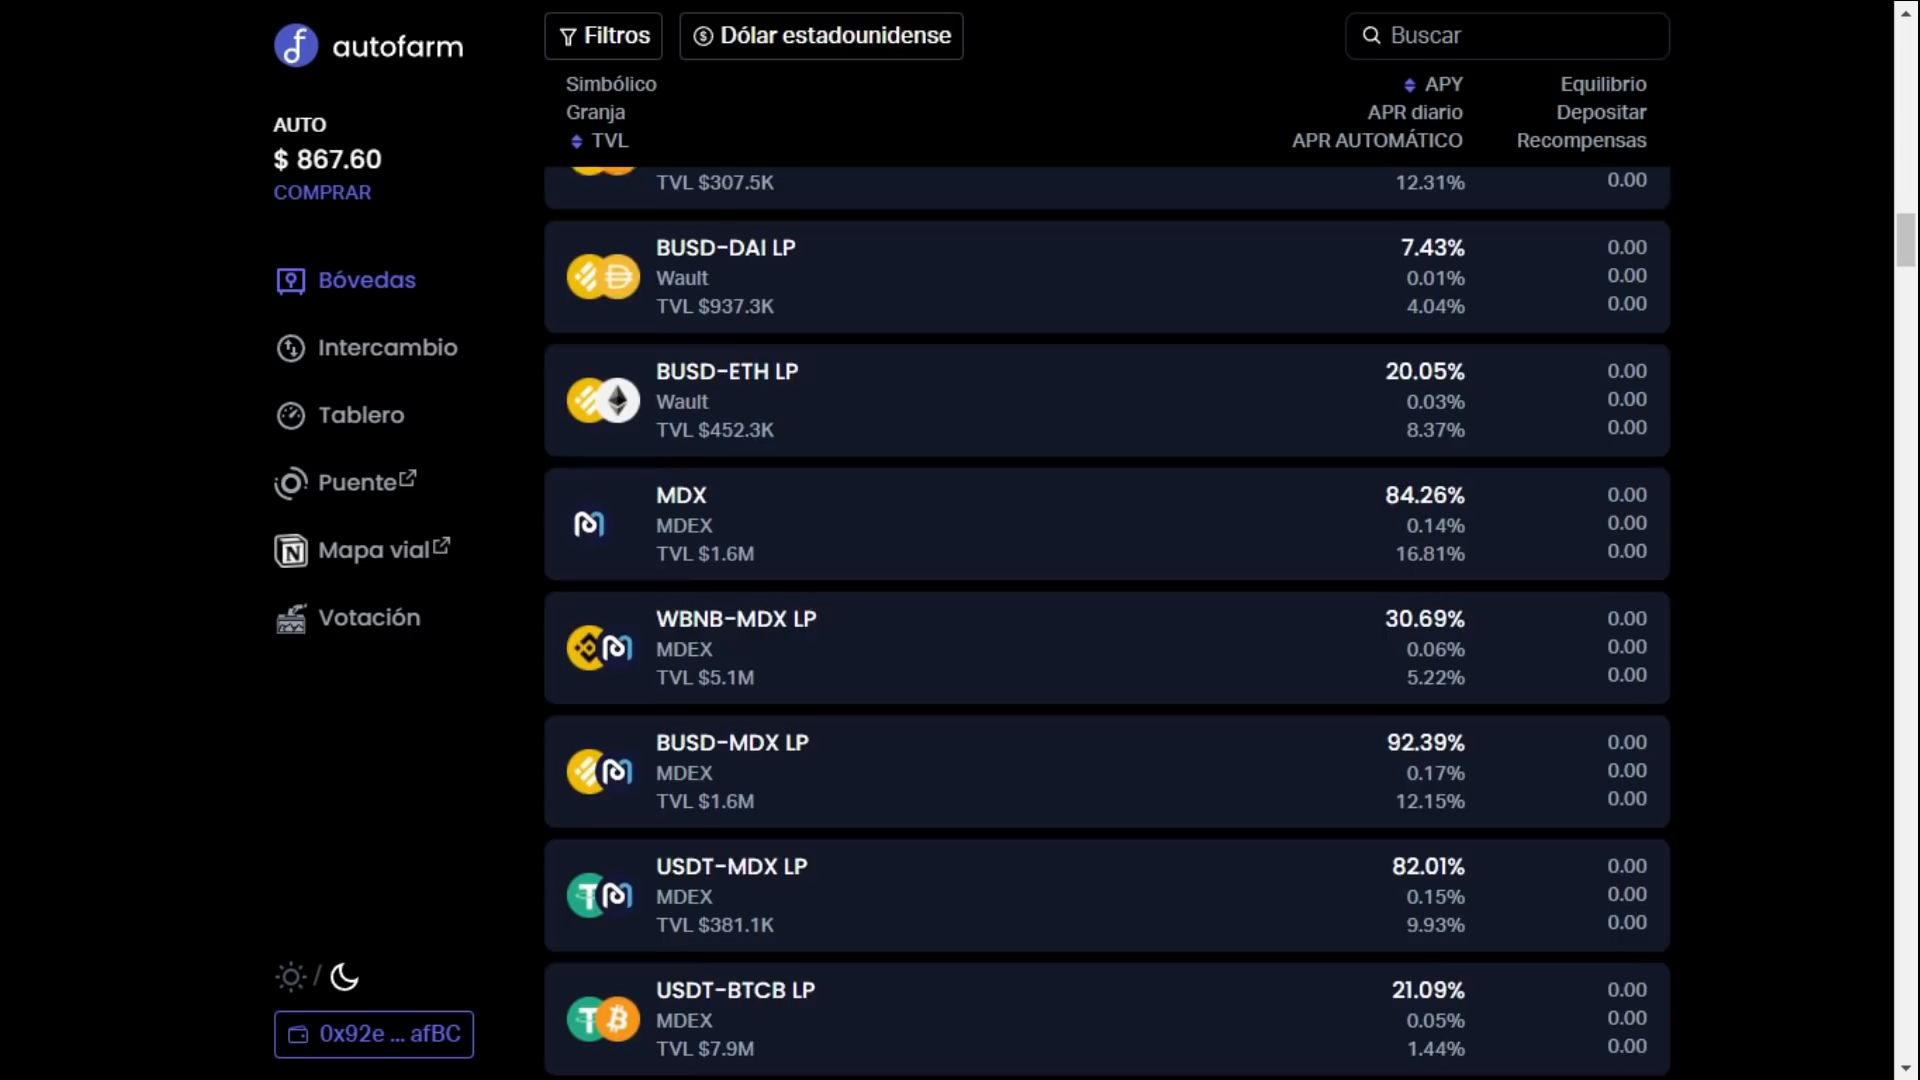 autofarm
AUTO
$ 867.60
COMPRAR
Bóvedas
Intercambio
Tablero
Puente
Mapa vial
Votación
0x92e ... afBC
Filtros
Dólar estadounidense
Buscar
Simbólico
Granja
TVL
APY
APR diario
APR AUTOMÁTICO
Equilibrio
Depositar
Recompensas
TVL $307.5K
12.31%
0.00
BUSD-DAI LP
Wault
TVL $937.3K
7.43%
0.01%
4.04%
0.00
0.00
0.00
BUSD-ETH LP
Wault
TVL $452.3K
20.05%
0.03%
8.37%
0.00
0.00
0.00
MDX
MDEX
TVL $1.6M
84.26%
0.14%
16.81%
0.00
0.00
0.00
WBNB-MDX LP
MDEX
TVL $5.1M
30.69%
0.06%
5.22%
0.00
0.00
0.00
BUSD-MDX LP
MDEX
TVL $1.6M
92.39%
0.17%
12.15%
0.00
0.00
0.00
USDT-MDX LP
MDEX
TVL $381.1K
82.01%
0.15%
9.93%
0.00
0.00
0.00
USDT-BTCB LP
MDEX
TVL $7.9M
21.09%
0.05%
1.44%
0.00
0.00
0.00